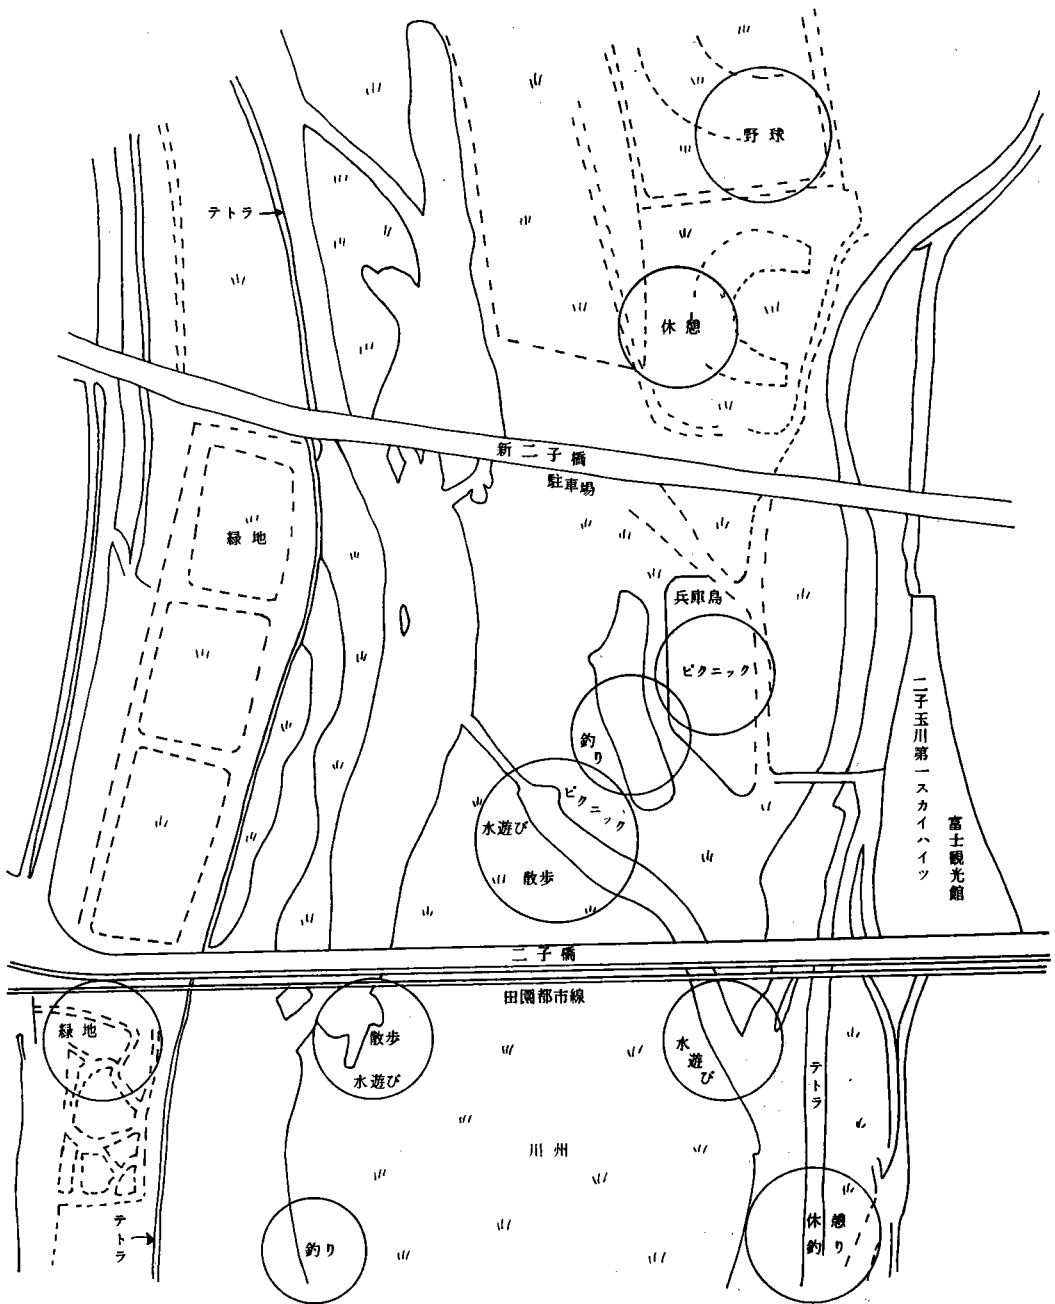 野球
テトラ
休憩
新二子橋
駐車場
緑地
兵庫島
ピクニック
釣り
ピクニック
水遊び
散歩
二子玉川第一スカイハイツ
富士観光館
二子橋
田園都市線
緑地
散歩
水遊び
水遊び
テトラ
川州
テトラ
釣り
休憩
釣り